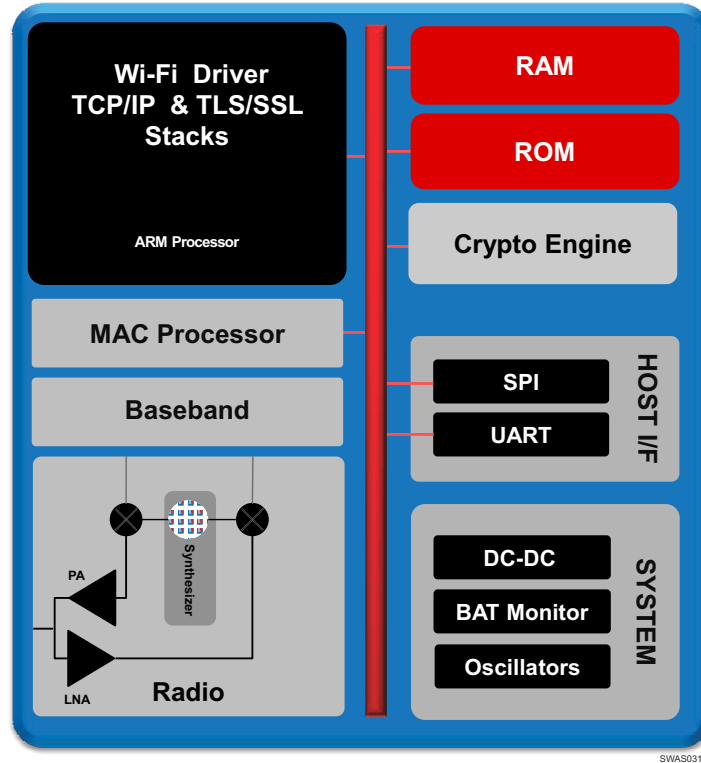 Wi-Fi Driver
TCP/IP & TLS/SSL
Stacks
ARM Processor
MAC Processor
Baseband
Synthesizer
PA
LNA
Radio
RAM
ROM
Crypto Engine
SPI
UART
HOST I/F
DC-DC
BAT Monitor
Oscillators
SYSTEM
SWAS031